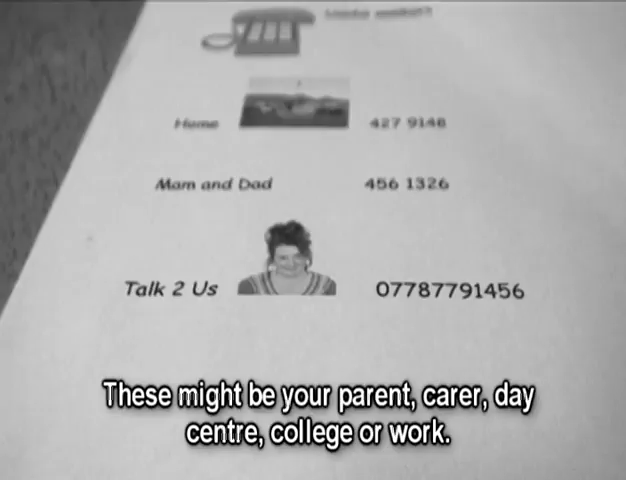 Home 427 9148
Mam and Dad 456 1326
Talk 2 Us 07787791456
These might be your parent, carer, day
centre, college or work.